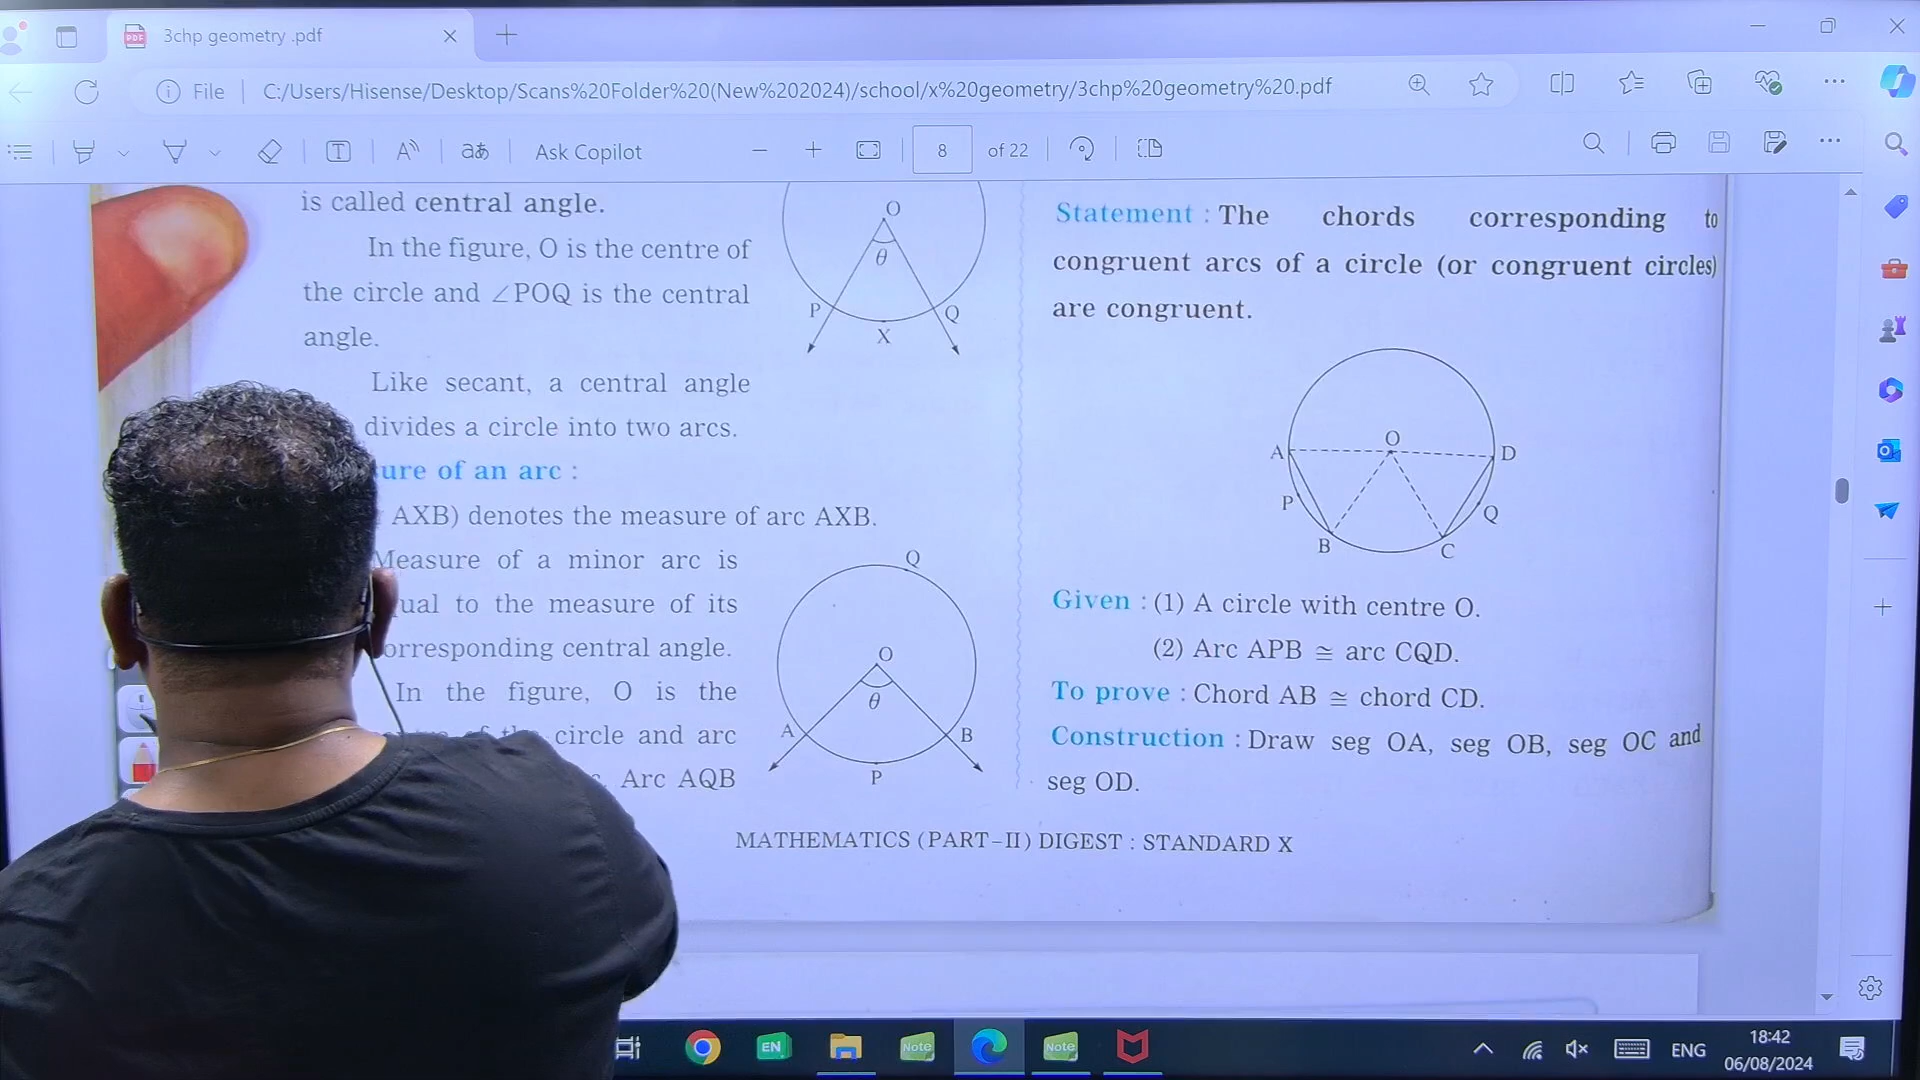 3chp geometry .pdf
File
C:/Users/Hisense/Desktop/Scans%20Folder%20(New%202024)/school/x%20geometry/3chp%20geometry%20.pdf
Ask Copilot
8 of 22
is called central angle.
In the figure, O is the centre of
the circle and ∠POQ is the central
angle.
Like secant, a central angle
divides a circle into two arcs.
ure of an arc :
AXB) denotes the measure of arc AXB.
Measure of a minor arc is
ual to the measure of its
orresponding central angle.
In the figure, O is the
circle and arc
Arc AQB
O
θ
P
Q
X
Q
O
θ
A
B
P
Statement : The chords corresponding to
congruent arcs of a circle (or congruent circles)
are congruent.
O
A
D
P
Q
B
C
Given : (1) A circle with centre O.
(2) Arc APB ≅ arc CQD.
To prove : Chord AB ≅ chord CD.
Construction : Draw seg OA, seg OB, seg OC and
seg OD.
MATHEMATICS (PART-II) DIGEST : STANDARD X
EN
Note
Note
ENG
18:42
06/08/2024